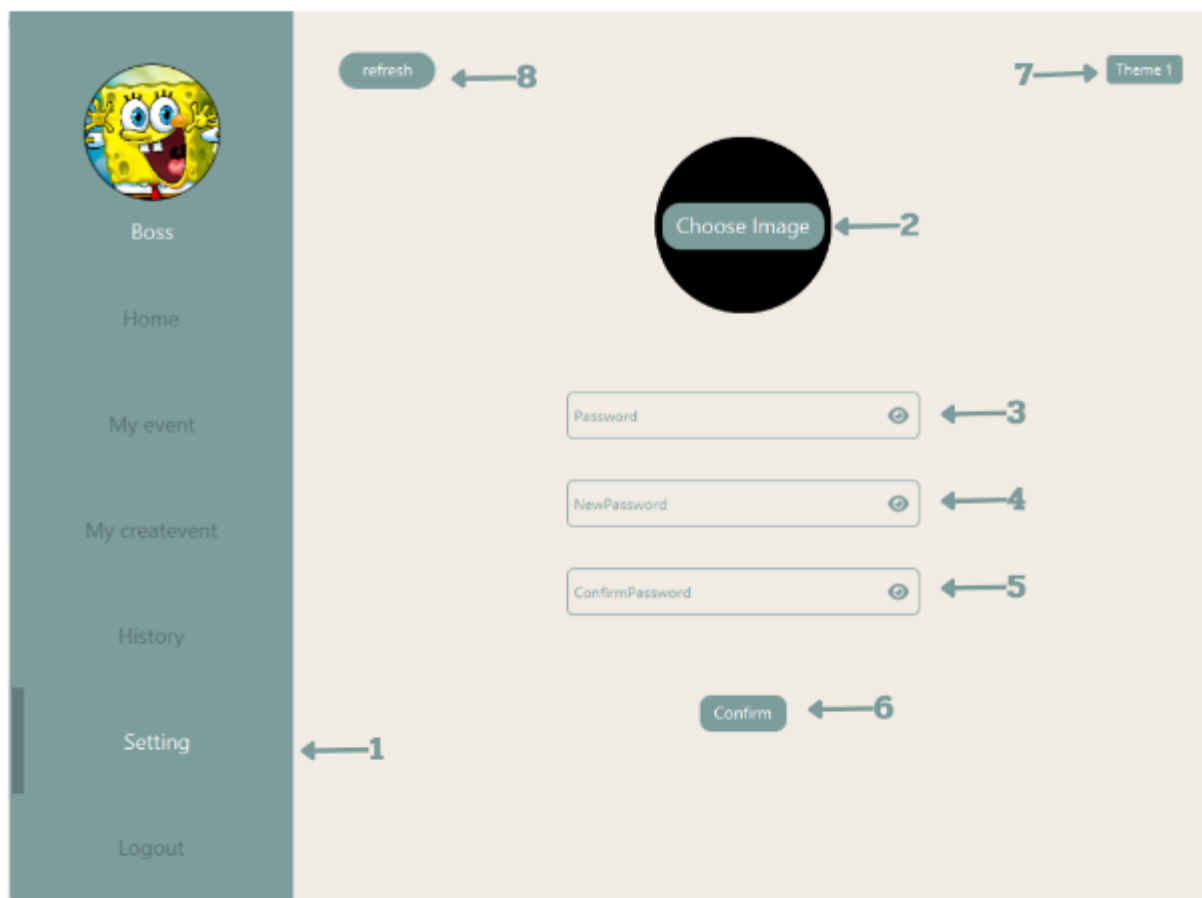 refresh
8
7
Theme 1
Choose Image
2
Boss
Home
My event
My createvent
History
Setting
1
Logout
Password
3
NewPassword
4
ConfirmPassword
5
Confirm
6